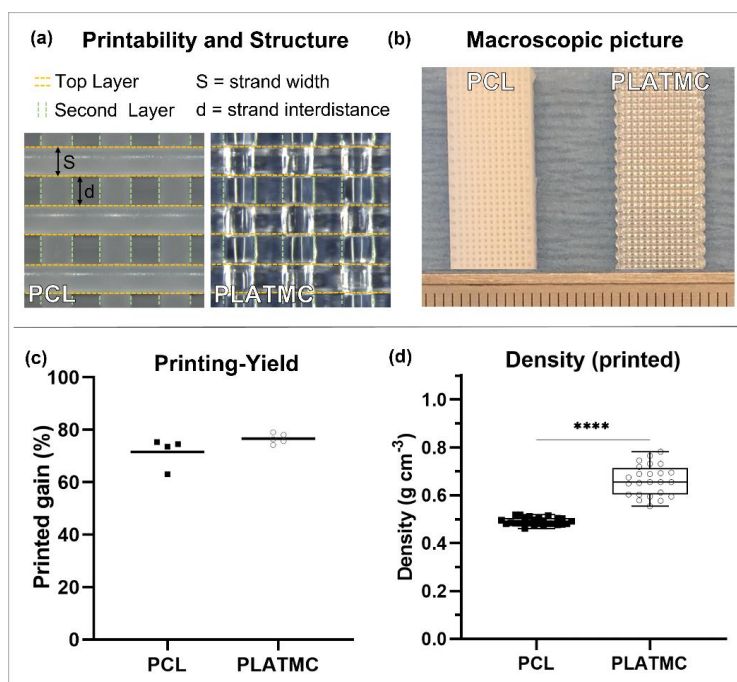 (a) Printability and Structure
Top Layer S = strand width
Second Layer d = strand interdistance
S
d
PCL PLATMC
(b) Macroscopic picture
PCL PLATMC
(c) Printing-Yield
Printed gain (%)
100
80
60
40
20
0
PCL PLATMC
(d) Density (printed)
Density (g cm⁻³)
1.0
0.8
0.6
0.4
0.2
0.0
****
PCL PLATMC